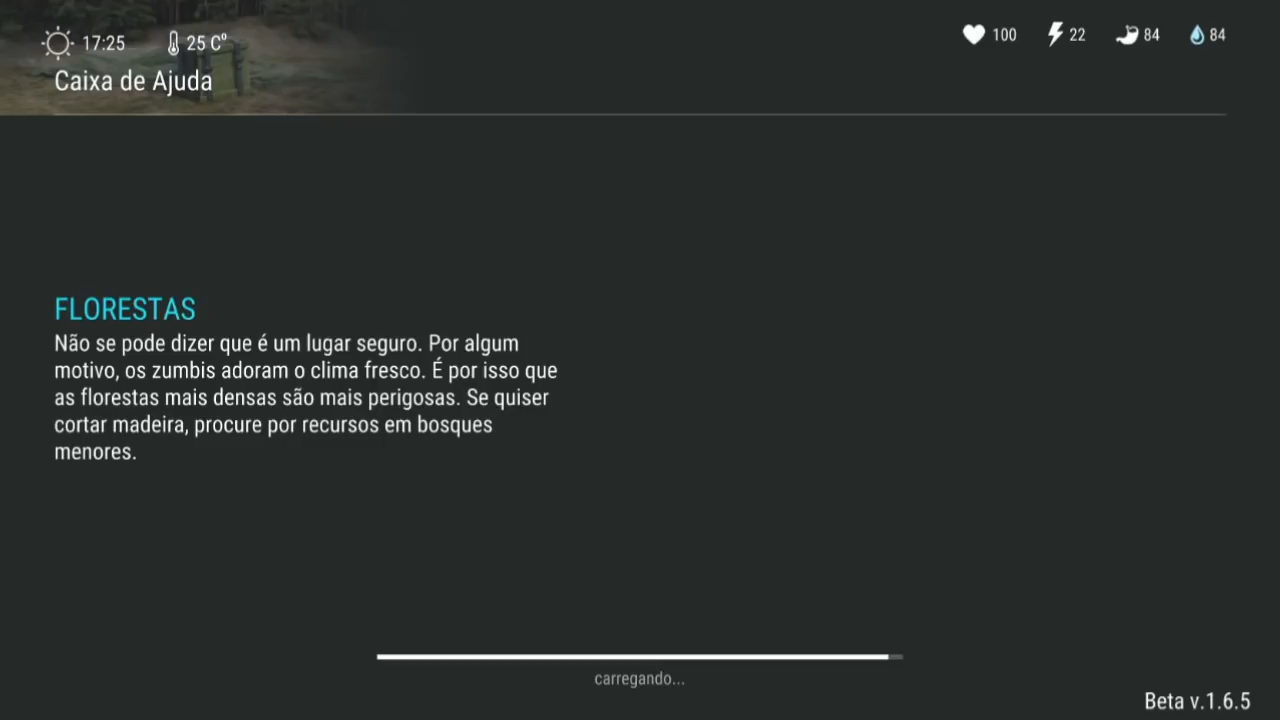 17:25 25 Cº 100 22 84 84
Caixa de Ajuda
FLORESTAS
Não se pode dizer que é um lugar seguro. Por algum
motivo, os zumbis adoram o clima fresco. É por isso que
as florestas mais densas são mais perigosas. Se quiser
cortar madeira, procure por recursos em bosques
menores.
carregando...
Beta v.1.6.5